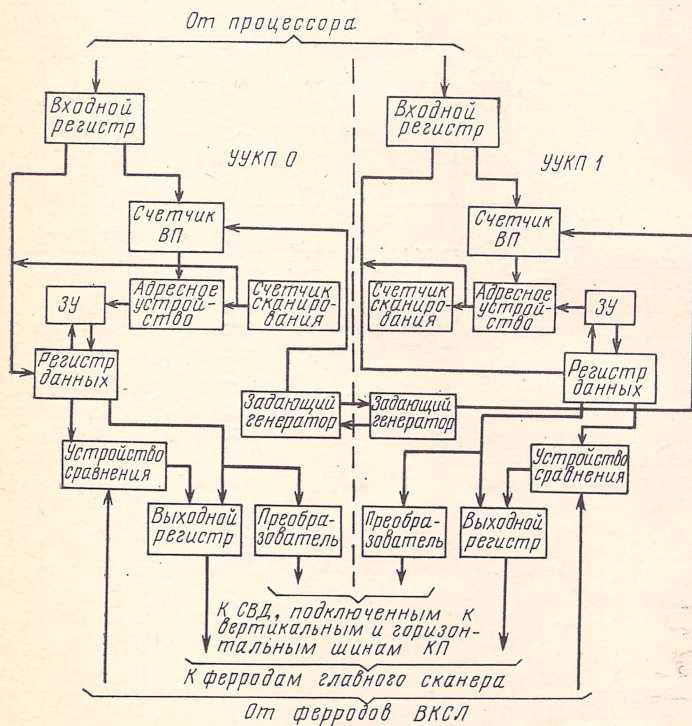 От процессора
Входной
регистр
Входной
регистр
УУКП 0
УУКП 1
Счетчик
ВП
Счетчик
ВП
ЗУ
Адресное
устрой-
ство
Счетчик
сканиро-
вания
Счетчик
сканиро-
вания
Адресное
устрой-
ство
ЗУ
Регистр
данных
Регистр
данных
Задающий
генератор
Задающий
генератор
Устройство
сравнения
Устройство
сравнения
Выходной
регистр
Преобра-
зователь
Преобра-
зователь
Выходной
регистр
К СВД, подключенным к
вертикальным и горизон-
тальным шинам КП
К ферродам главного сканера
От ферродов ВКСЛ